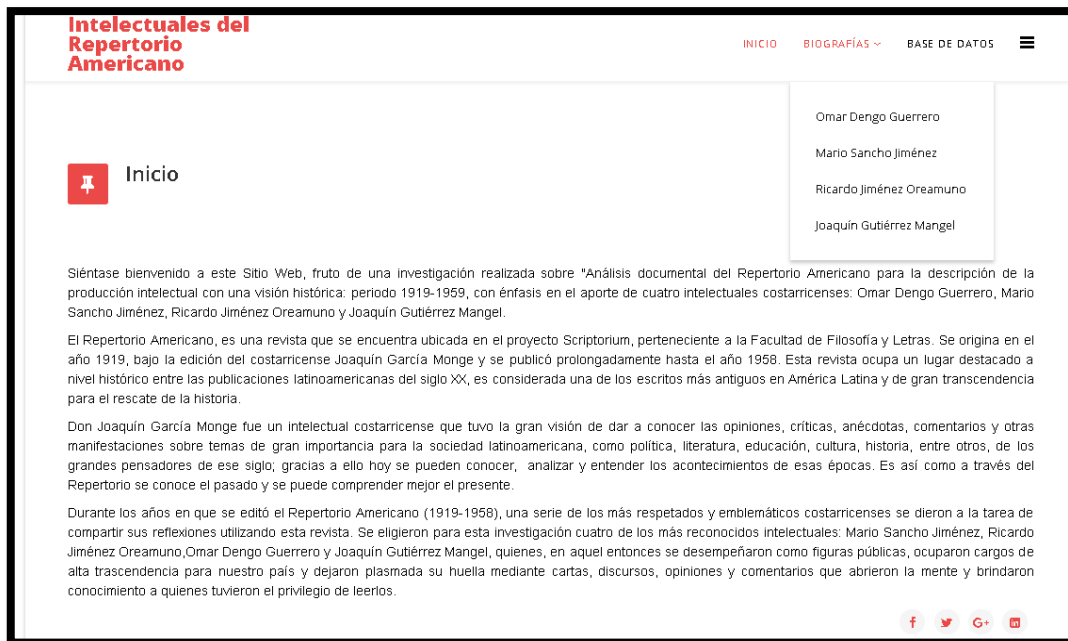 Intelectuales del
Repertorio
Americano
INICIO BIOGRAFÍAS BASE DE DATOS
Omar Dengo Guerrero
Mario Sancho Jiménez
Ricardo Jiménez Oreamuno
Joaquín Gutiérrez Mangel
Inicio
Siéntase bienvenido a este Sitio Web, fruto de una investigación realizada sobre "Análisis documental del Repertorio Americano para la descripción de la
producción intelectual con una visión histórica: periodo 1919-1959, con énfasis en el aporte de cuatro intelectuales costarricenses: Omar Dengo Guerrero, Mario
Sancho Jiménez, Ricardo Jiménez Oreamuno y Joaquín Gutiérrez Mangel.
El Repertorio Americano, es una revista que se encuentra ubicada en el proyecto Scriptorium, perteneciente a la Facultad de Filosofía y Letras. Se origina en el
año 1919, bajo la edición del costarricense Joaquín García Monge y se publicó prolongadamente hasta el año 1958. Esta revista ocupa un lugar destacado a
nivel histórico entre las publicaciones latinoamericanas del siglo XX, es considerada una de los escritos más antiguos en América Latina y de gran transcendencia
para el rescate de la historia.
Don Joaquín García Monge fue un intelectual costarricense que tuvo la gran visión de dar a conocer las opiniones, críticas, anécdotas, comentarios y otras
manifestaciones sobre temas de gran importancia para la sociedad latinoamericana, como política, literatura, educación, cultura, historia, entre otros, de los
grandes pensadores de ese siglo; gracias a ello hoy se pueden conocer, analizar y entender los acontecimientos de esas épocas. Es así como a través del
Repertorio se conoce el pasado y se puede comprender mejor el presente.
Durante los años en que se editó el Repertorio Americano (1919-1958), una serie de los más respetados y emblemáticos costarricenses se dieron a la tarea de
compartir sus reflexiones utilizando esta revista. Se eligieron para esta investigación cuatro de los más reconocidos intelectuales: Mario Sancho Jiménez, Ricardo
Jiménez Oreamuno,Omar Dengo Guerrero y Joaquín Gutiérrez Mangel, quienes, en aquel entonces se desempeñaron como figuras públicas, ocuparon cargos de
alta trascendencia para nuestro país y dejaron plasmada su huella mediante cartas, discursos, opiniones y comentarios que abrieron la mente y brindaron
conocimiento a quienes tuvieron el privilegio de leerlos.